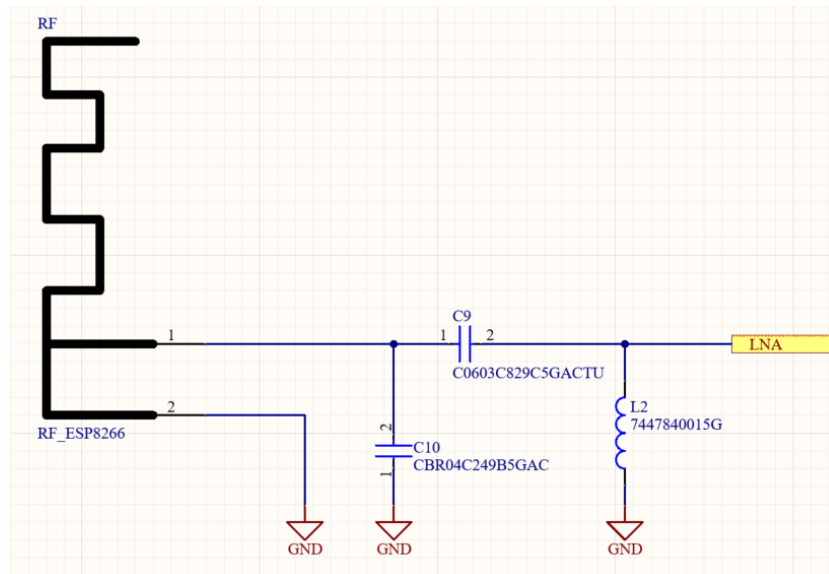 RF
1
2
RF_ESP8266
GND
C9
1 2
C0603C829C5GACTU
2
1
C10
CBR04C249B5GAC
GND
L2
7447840015G
GND
LNA